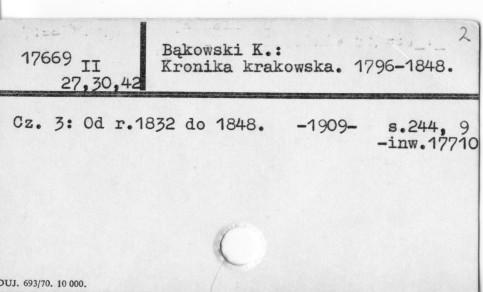 2
17669 II
27,30,42
Bąkowski K.:
Kronika krakowska. 1796-1848.
Cz. 3: Od r.1832 do 1848. -1909- s.244, 9
-inw.17710
DUJ. 693/70. 10 000.